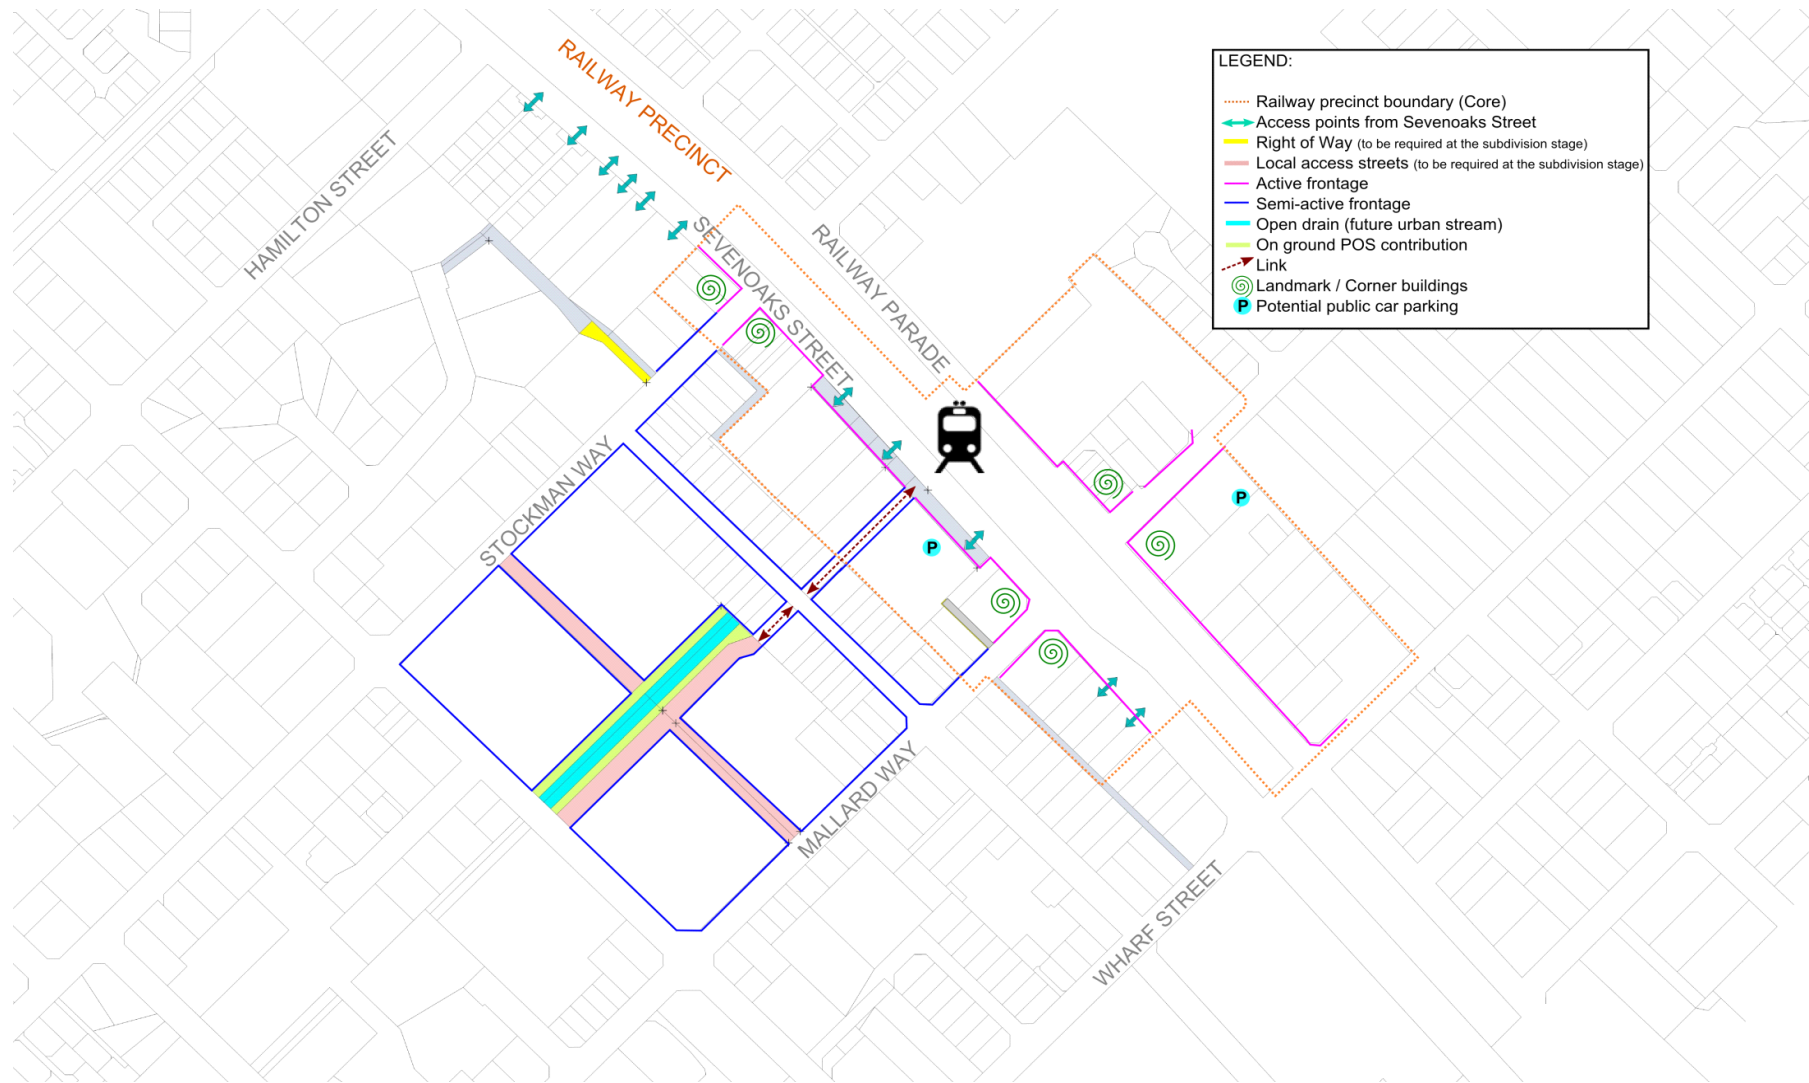 RAILWAY PRECINCT
LEGEND:
Railway precinct boundary (Core)
Access points from Sevenoaks Street
Right of Way (to be required at the subdivision stage)
Local access streets (to be required at the subdivision stage)
Active frontage
Semi-active frontage
Open drain (future urban stream)
On ground POS contribution
Link
Landmark / Corner buildings
P Potential public car parking
HAMILTON STREET
SEVENOAKS STREET
RAILWAY PARADE
STOCKMAN WAY
P
P
MALLARD WAY
WHARF STREET